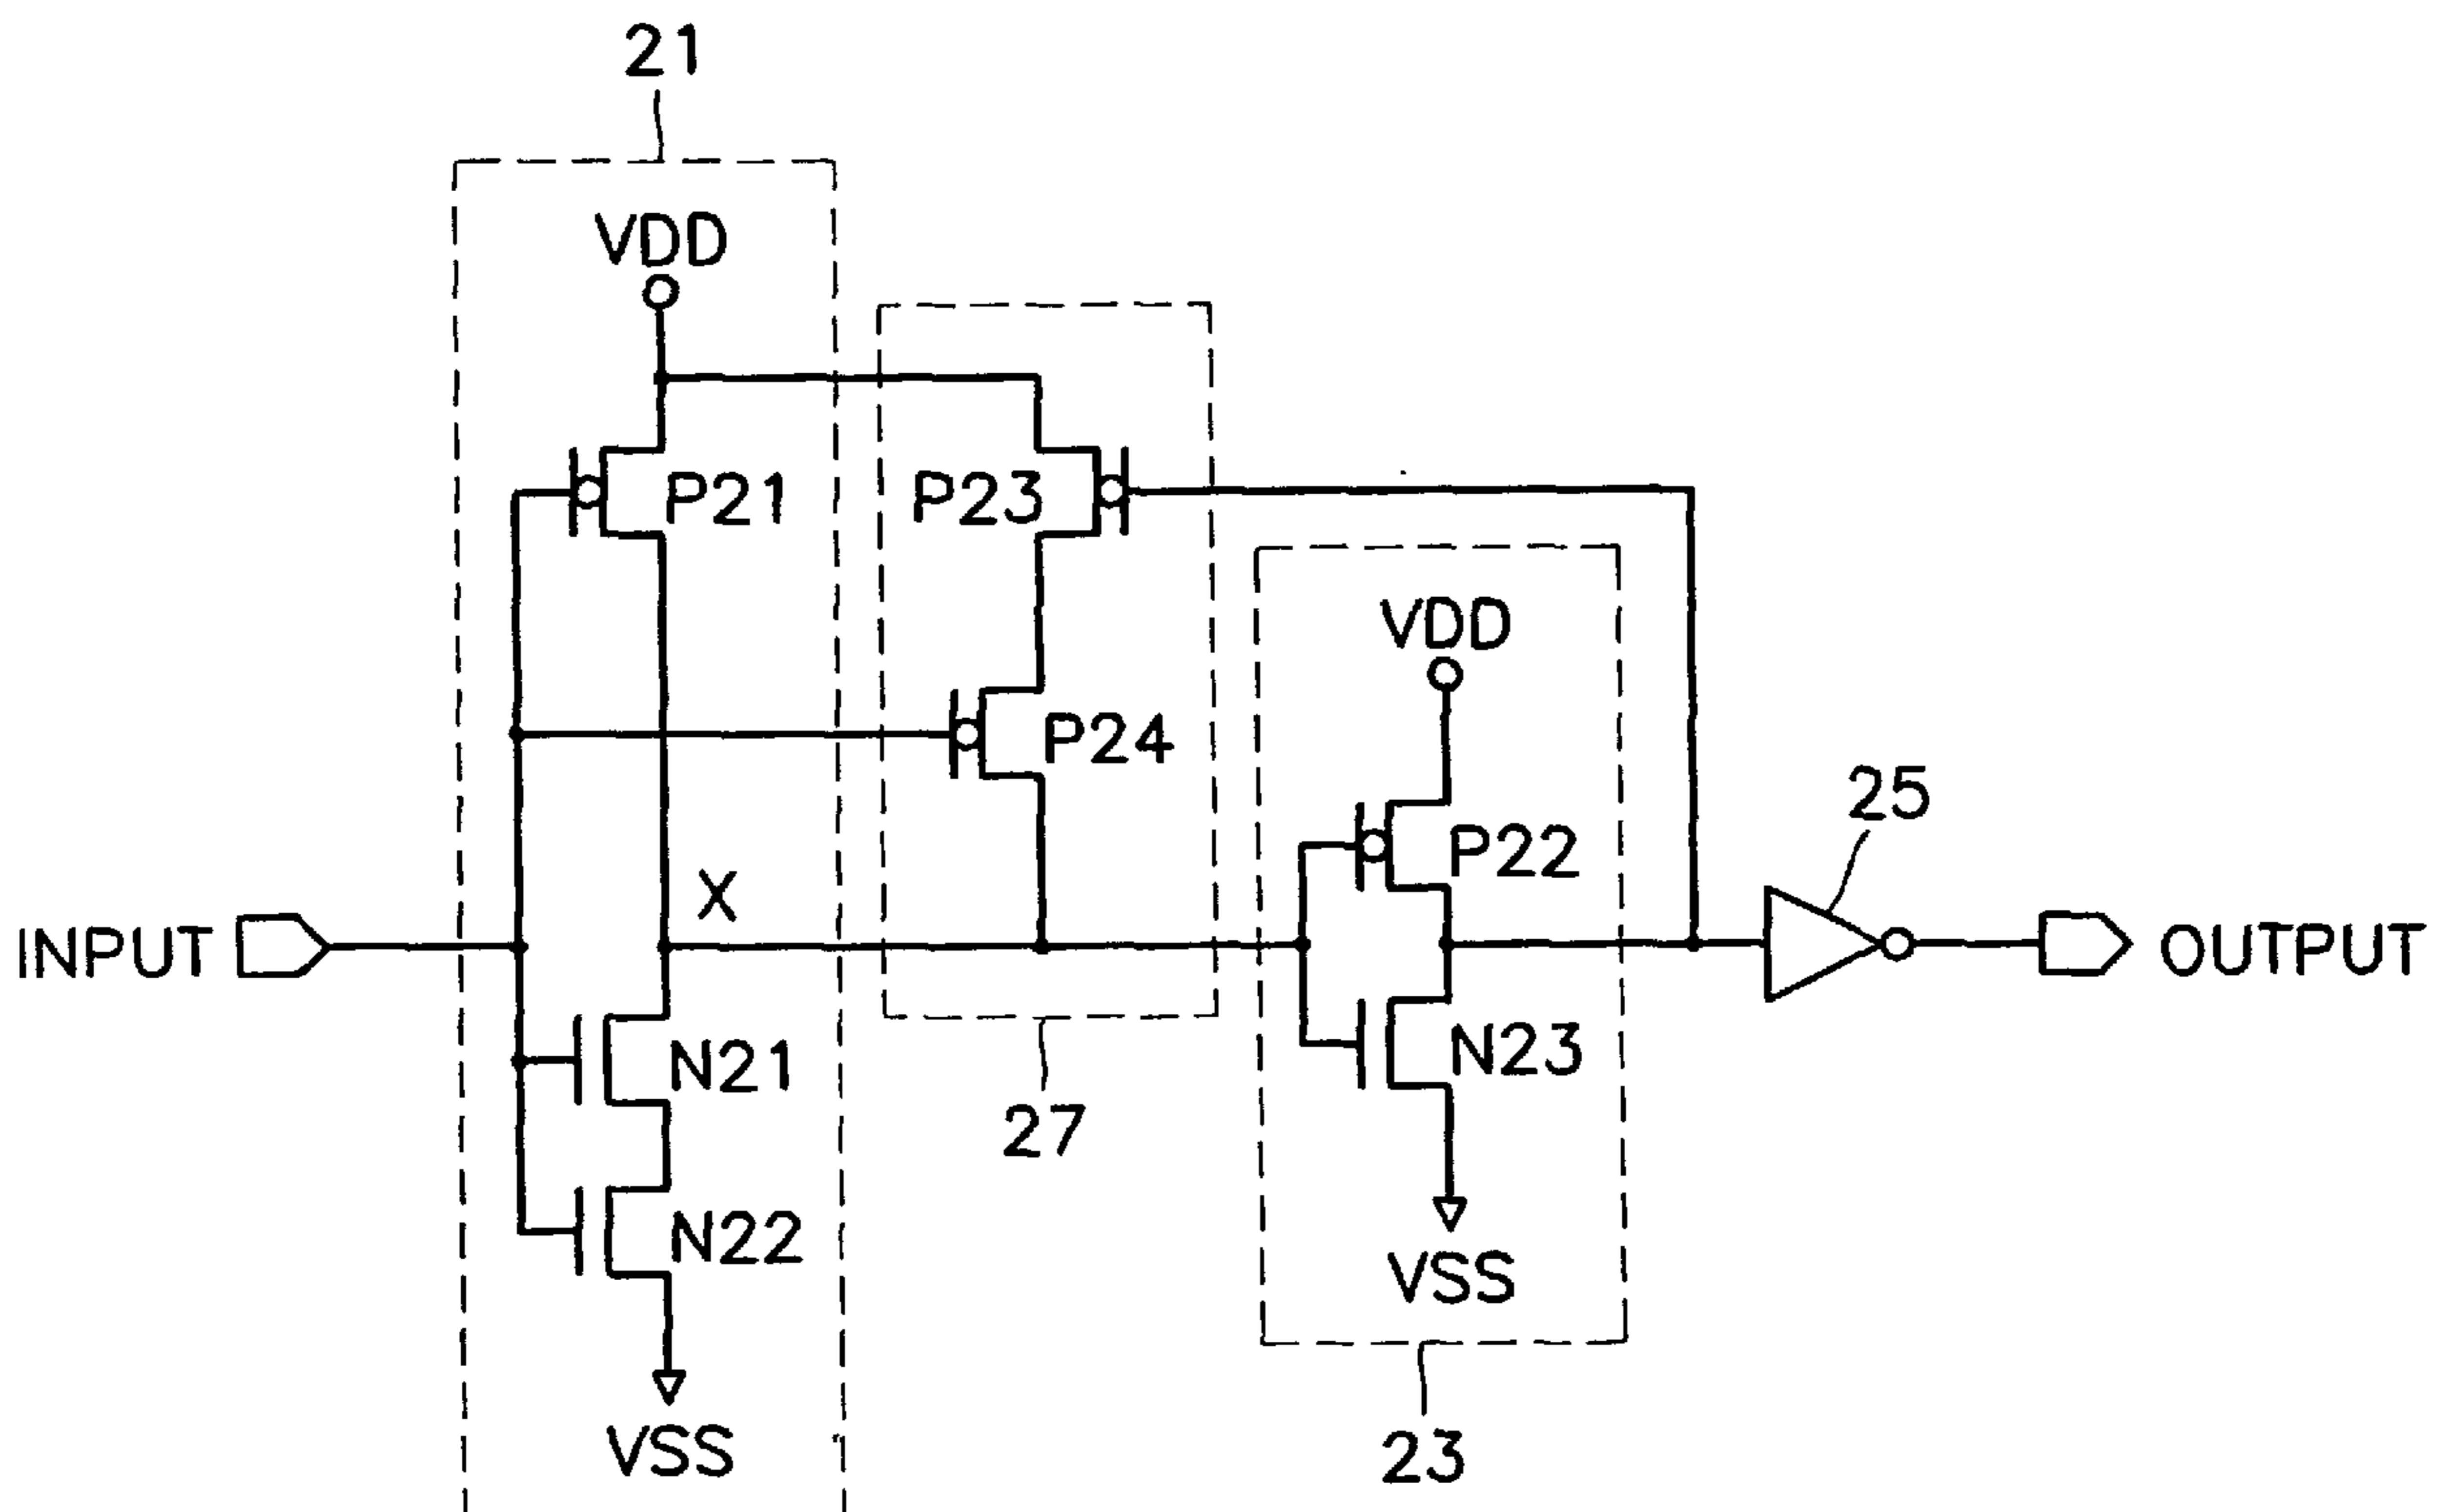 21
VDD
P21
P23
VDD
P24
P22
25
X
INPUT
OUTPUT
N21
N23
27
N22
VSS
VSS
23